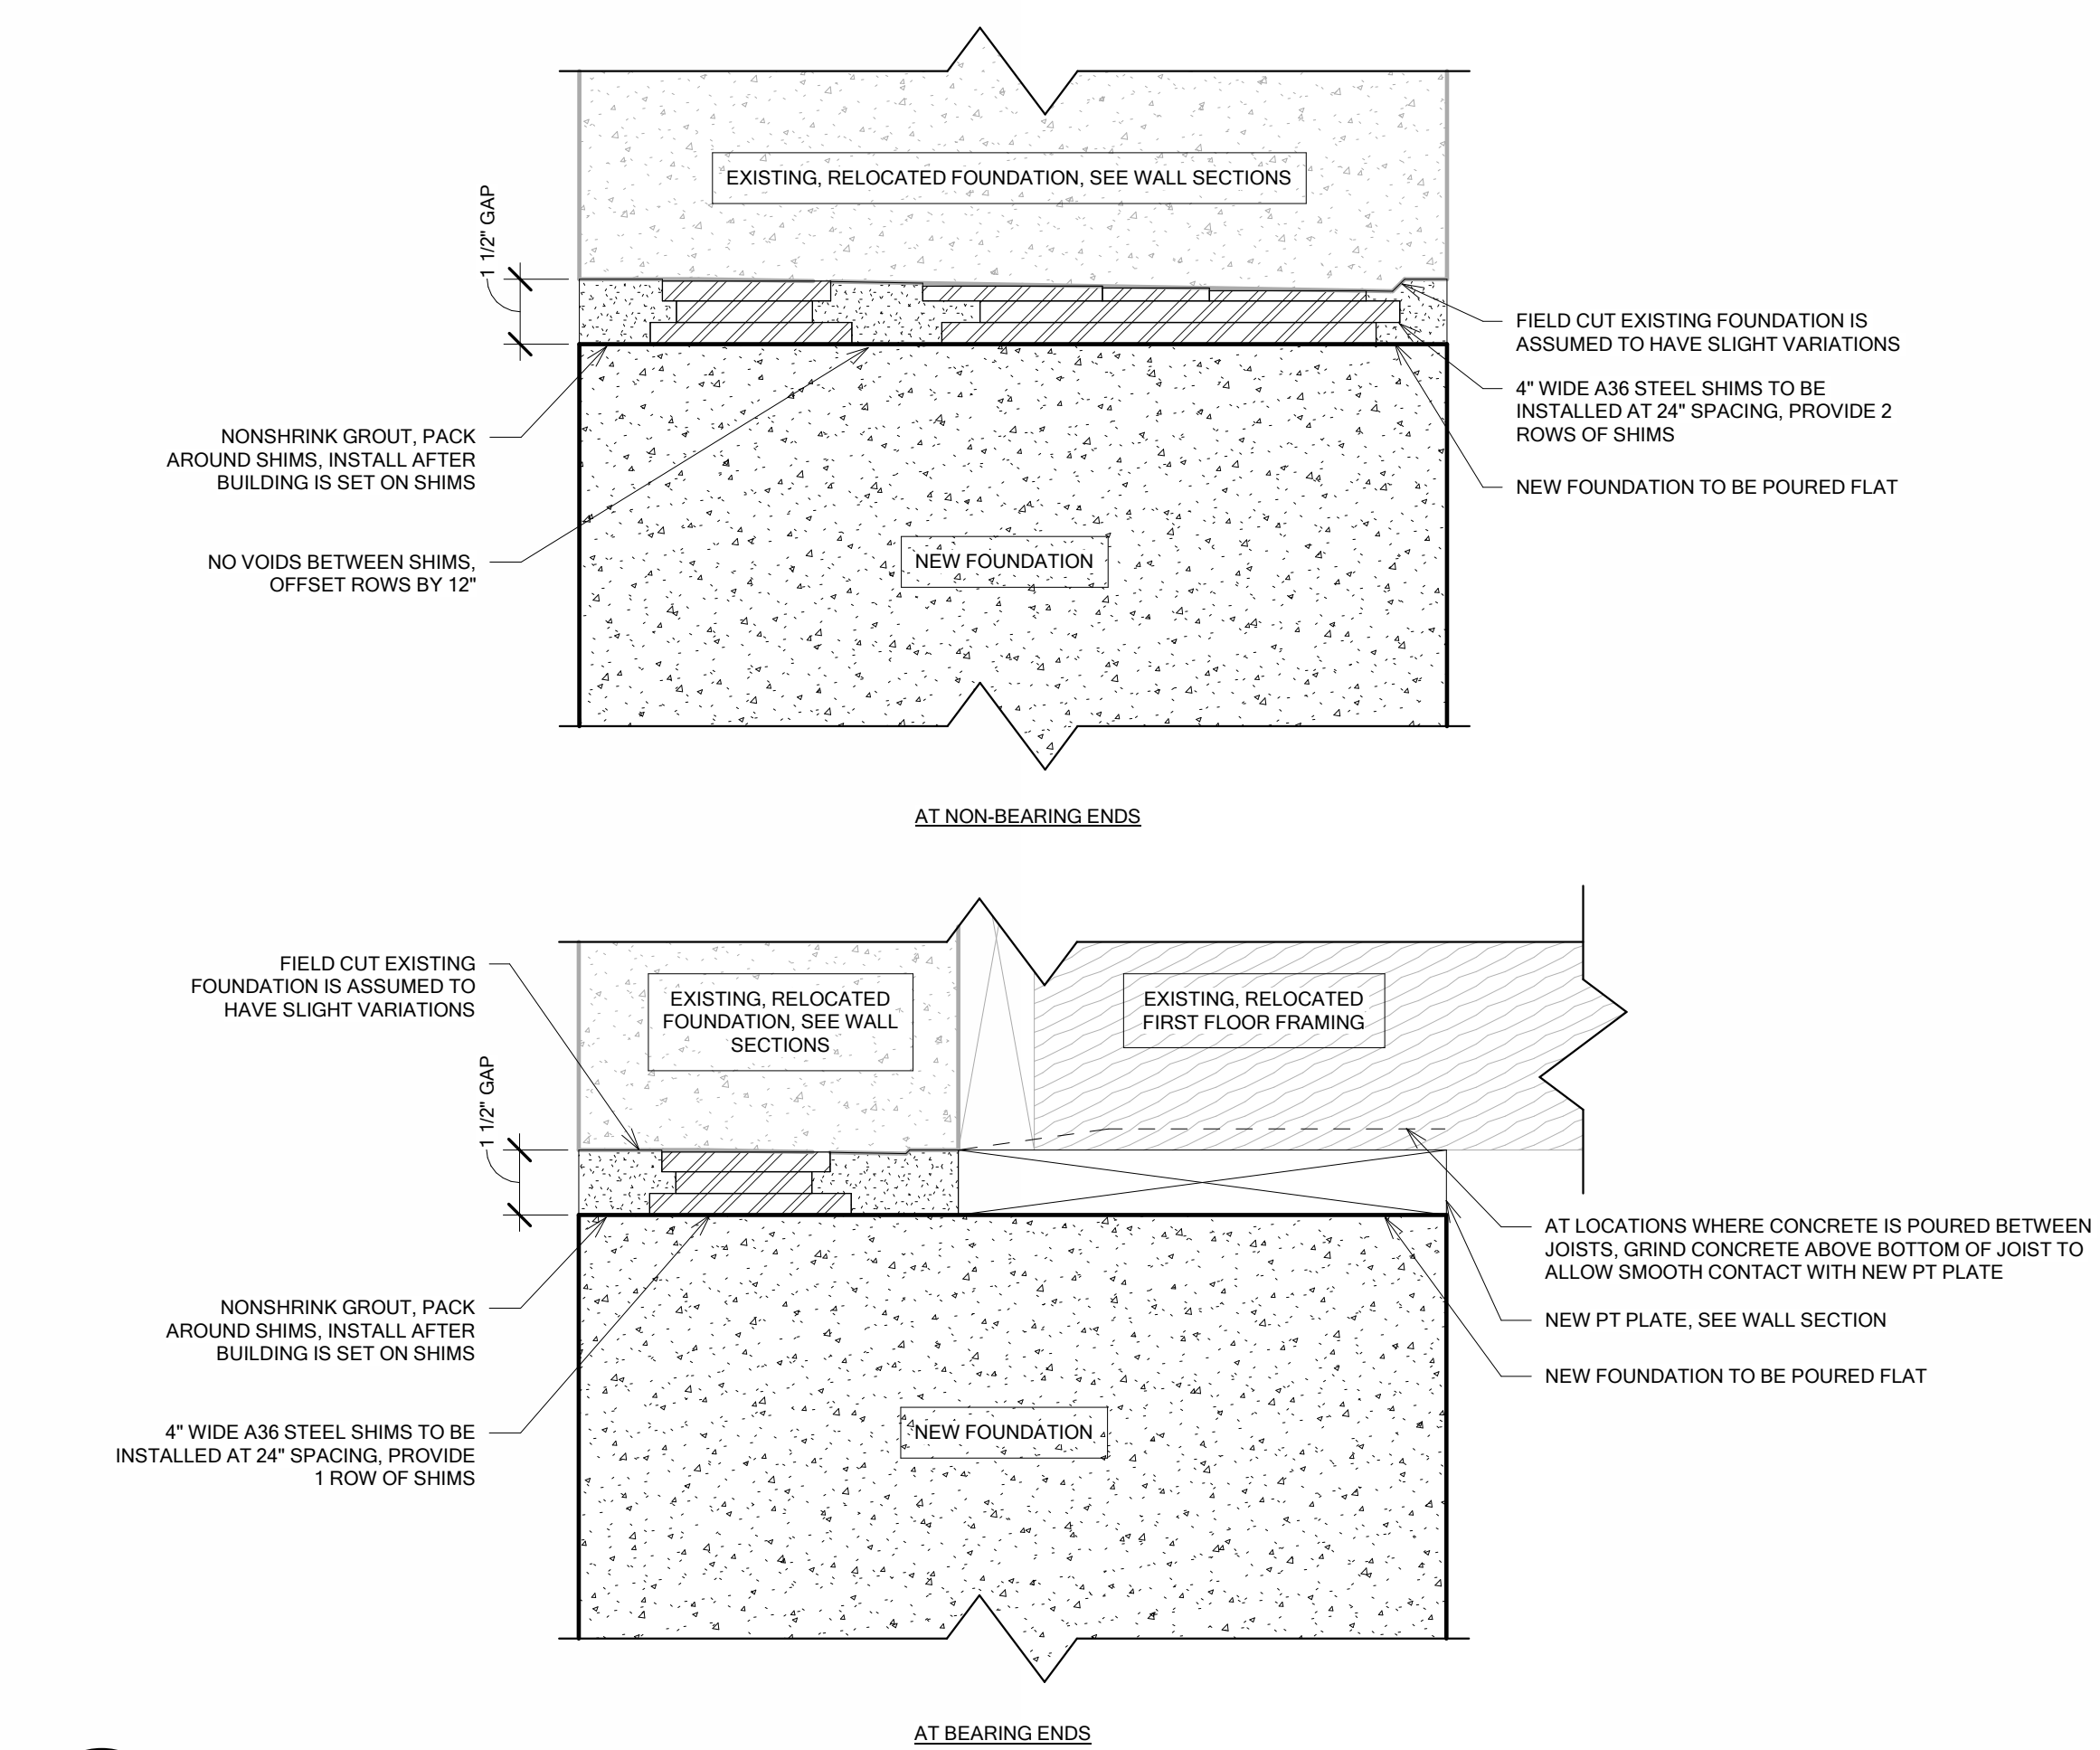 EXISTING, RELOCATED FOUNDATION, SEE WALL SECTIONS
1 1/2" GAP
FIELD CUT EXISTING FOUNDATION IS
ASSUMED TO HAVE SLIGHT VARIATIONS
4" WIDE A36 STEEL SHIMS TO BE
INSTALLED AT 24" SPACING, PROVIDE 2
ROWS OF SHIMS
NEW FOUNDATION TO BE POURED FLAT
NONSHRINK GROUT, PACK
AROUND SHIMS, INSTALL AFTER
BUILDING IS SET ON SHIMS
NO VOIDS BETWEEN SHIMS,
OFFSET ROWS BY 12"
NEW FOUNDATION
AT NON-BEARING ENDS
FIELD CUT EXISTING
FOUNDATION IS ASSUMED TO
HAVE SLIGHT VARIATIONS
EXISTING, RELOCATED
FOUNDATION, SEE WALL
SECTIONS
EXISTING, RELOCATED
FIRST FLOOR FRAMING
1 1/2" GAP
AT LOCATIONS WHERE CONCRETE IS POURED BETWEEN
JOISTS, GRIND CONCRETE ABOVE BOTTOM OF JOIST TO
ALLOW SMOOTH CONTACT WITH NEW PT PLATE
NEW PT PLATE, SEE WALL SECTION
NEW FOUNDATION TO BE POURED FLAT
NONSHRINK GROUT, PACK
AROUND SHIMS, INSTALL AFTER
BUILDING IS SET ON SHIMS
4" WIDE A36 STEEL SHIMS TO BE
INSTALLED AT 24" SPACING, PROVIDE
1 ROW OF SHIMS
NEW FOUNDATION
AT BEARING ENDS